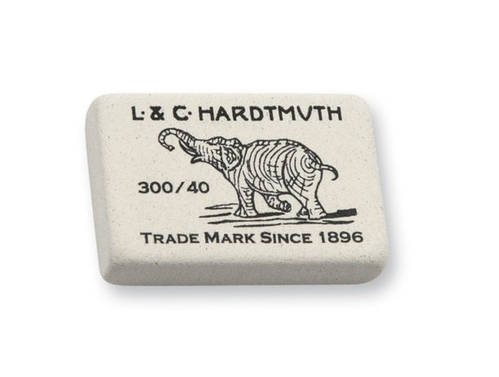 L·&C·HARDTMVTH
300/40
TRADE MARK SINCE 1896